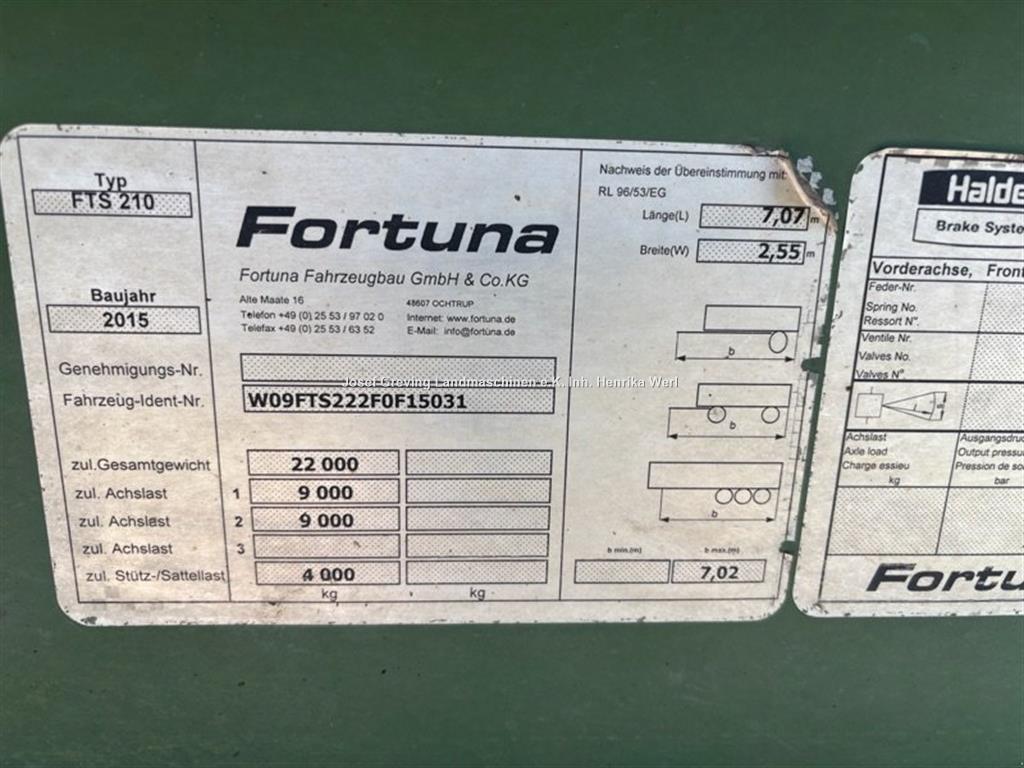 Typ
FTS 210
Baujahr
2015
Fortuna
Fortuna Fahrzeugbau GmbH & Co.KG
Alte Maate 16
48607 OCHTRUP
Telefon +49 (0) 25 53 / 97 02 0
Internet: www.fortuna.de
Telefax +49 (0) 25 53 / 63 52
E-Mail: info@fortuna.de
Nachweis der Übereinstimmung mit
RL 96/53/EG
Länge(L) 7,07 m
Breite(W) 2,55 m
Genehmigungs-Nr.
Josef Greving Landmaschinen e.K. Inh. Henrika Werl
Fahrzeug-Ident-Nr. W09FTS222F0F15031
zul.Gesamtgewicht 22 000
zul. Achslast 1 9 000
zul. Achslast 2 9 000
zul. Achslast 3
zul. Stütz-/Sattellast 4 000
kg kg
b
b
b
b min.(m) b max.(m)
7,02
Halde
Brake Syste
Vorderachse, Front
Feder-Nr.
Spring No.
Ressort N°.
Ventile Nr.
Valves No.
Valves N°.
Achslast
Axle load
Charge essieu
kg
Ausgangsdruc
Output pressu
Pression de so
bar
Fortu